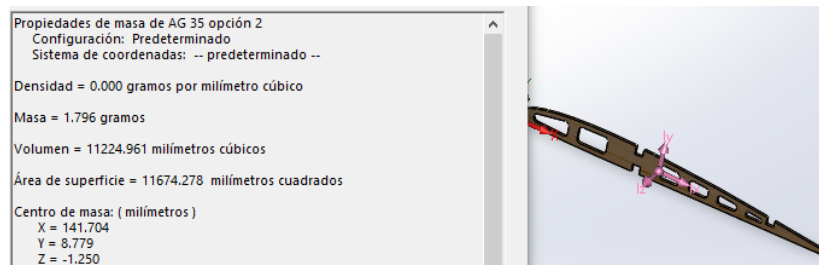 Propiedades de masa de AG 35 opción 2
Configuración: Predeterminado
Sistema de coordenadas: -- predeterminado --
Densidad = 0.000 gramos por milímetro cúbico
Masa = 1.796 gramos
Volumen = 11224.961 milímetros cúbicos
Área de superficie = 11674.278 milímetros cuadrados
Centro de masa: ( milímetros )
X = 141.704
Y = 8.779
Z = -1.250
Iy
Iz